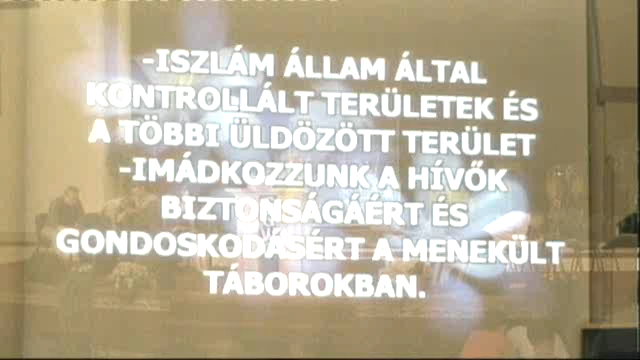 -ISZLÁM ÁLLAM ÁLTAL
KONTROLLÁLT TERÜLETEK ÉS
A TÖBBI ÜLDÖZÖTT TERÜLET
-IMÁDKOZZUNK A HÍVŐK
BIZTONSÁGÁÉRT ÉS
GONDOSKODÁSÉRT A MENEKÜLT
TÁBOROKBAN.